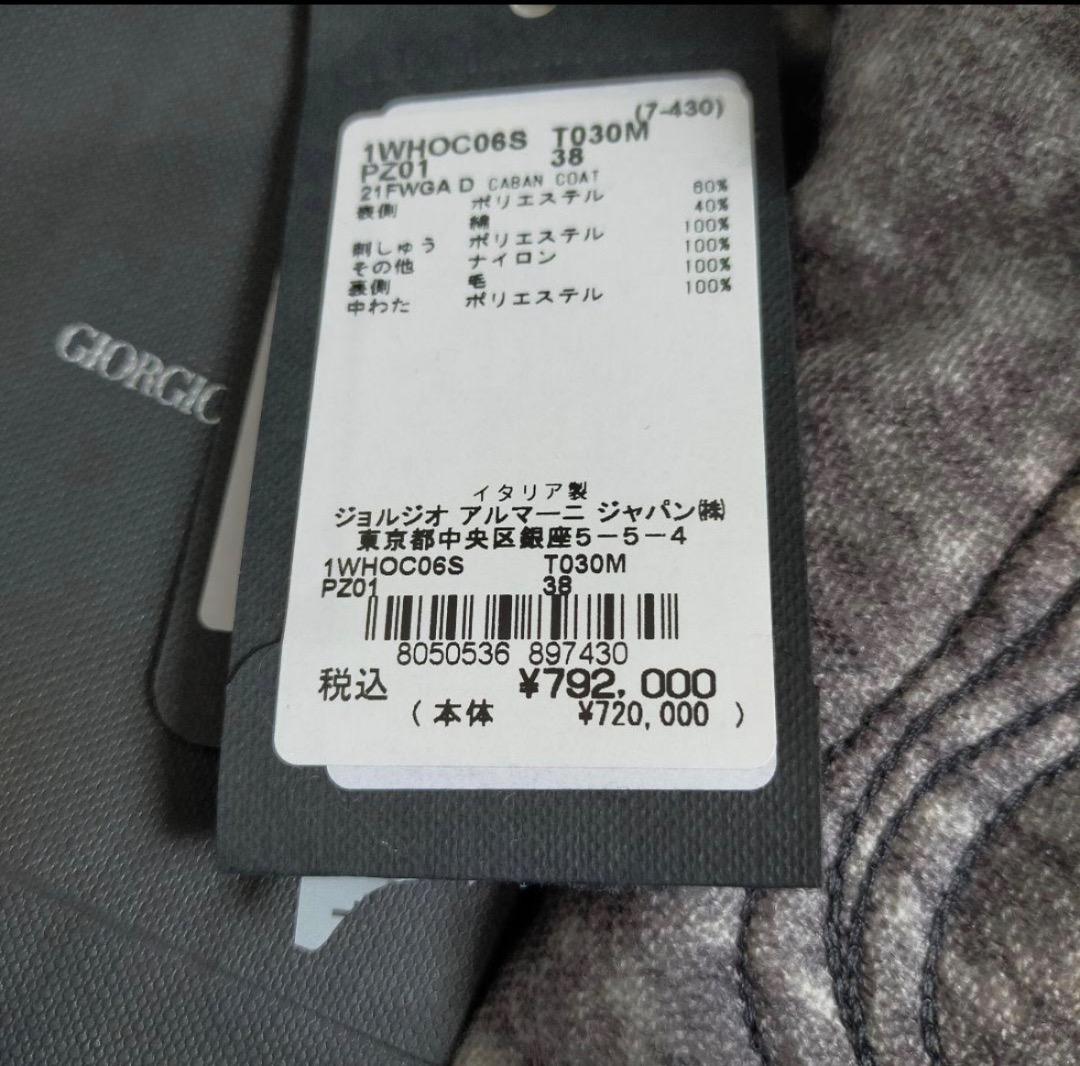 GIORGIO
(7-430)
1WHOC06S T030M
PZ01 38
21FWGA D CABAN COAT
表側 ポリエステル 60%
綿 40%
刺しゅう ポリエステル 100%
その他 ナイロン 100%
裏側 毛 100%
中わた ポリエステル 100%
イタリア製
ジョルジオ アルマーニ ジャパン㈱
東京都中央区銀座5-5-4
1WHOC06S T030M
PZ01 38
8050536 897430
税込 ¥792,000
(本体 ¥720,000 )